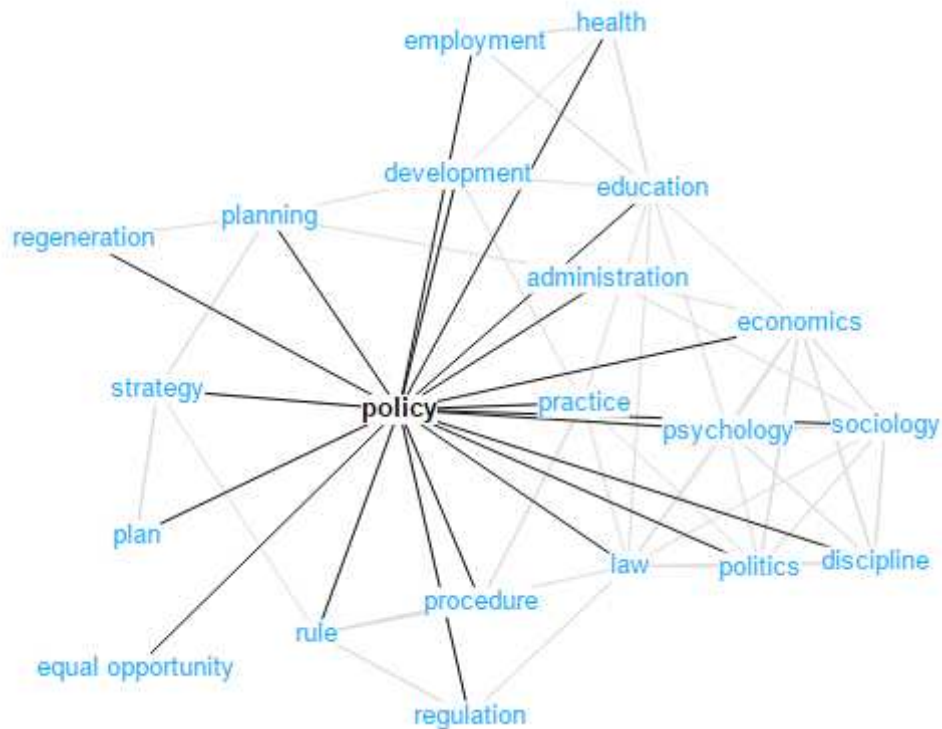 health
employment
development
education
planning
regeneration
administration
economics
strategy
policy
practice
psychology
sociology
plan
law
politics
discipline
procedure
rule
equal opportunity
regulation